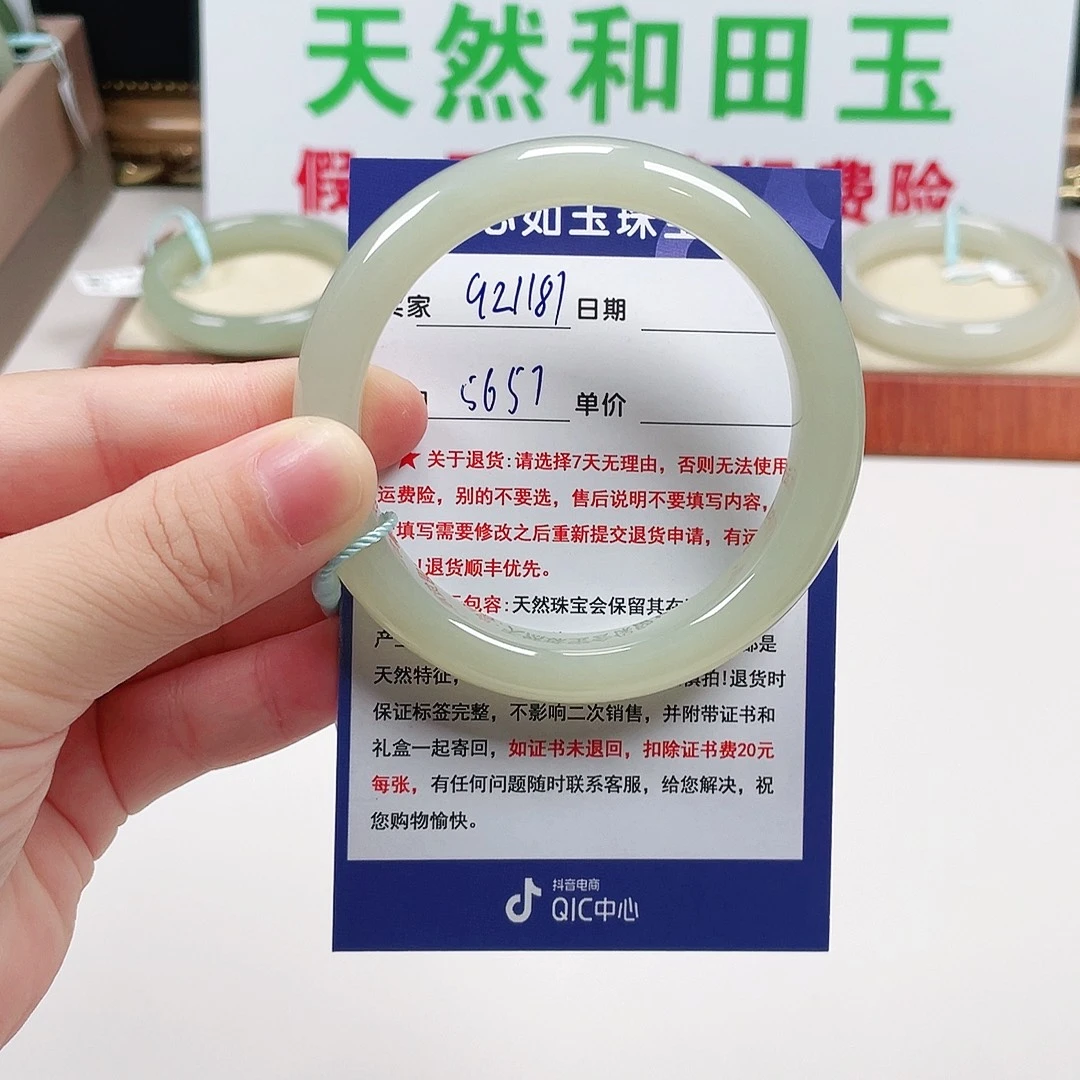 天然和田玉
假
费险
如玉珠
家 921187 日期
5657 单价
★ 关于退货:请选择7天无理由，否则无法使用
运费险，别的不要选，售后说明不要填写内容，
填写需要修改之后重新提交退货申请，有运
!退货顺丰优先。
包容:天然珠宝会保留其
产
都是
天然特征，
慎拍!退货时
保证标签完整，不影响二次销售，并附带证书和
礼盒一起寄回，如证书未退回，扣除证书费20元
每张，有任何问题随时联系客服，给您解决，祝
您购物愉快。
抖音电商
QIC中心